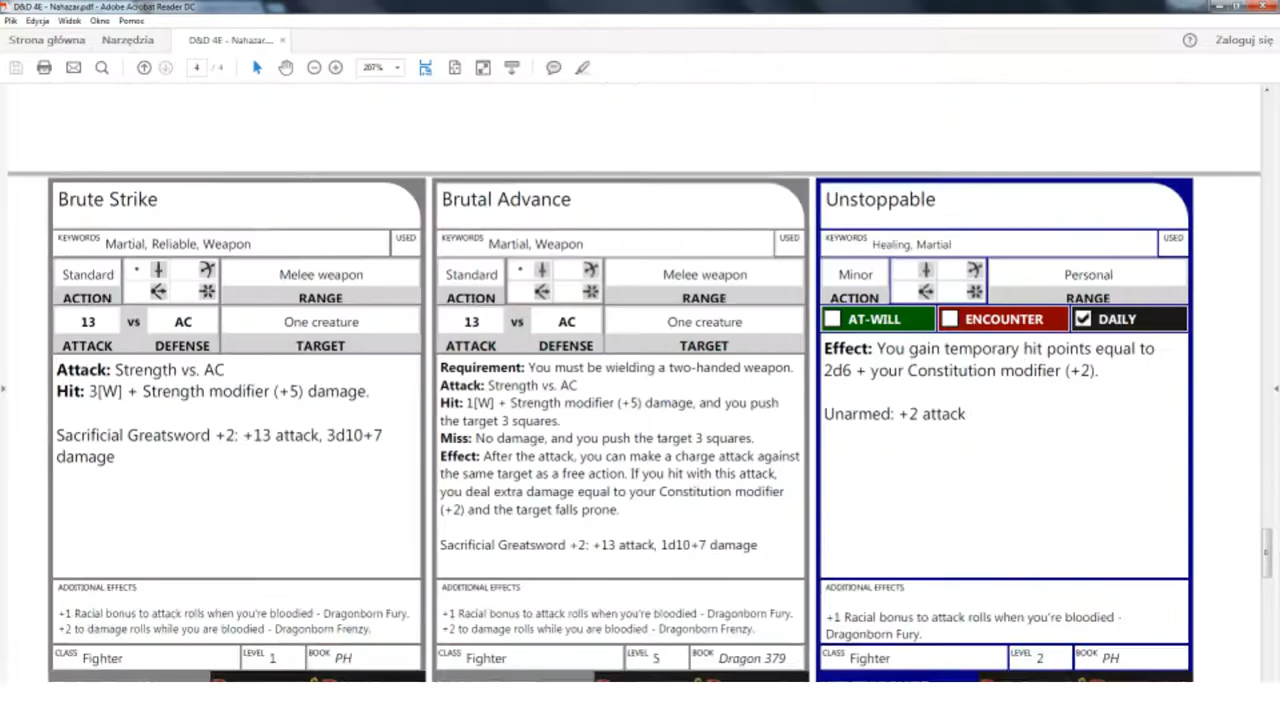 D&D 4E - Nahazar.pdf - Adobe Acrobat Reader DC
Plik Edycja Widok Okno Pomoc
Strona główna Narzędzia D&D 4E - Nahazar... × ? Zaloguj się
4 / 4 207%
Brute Strike
KEYWORDS Martial, Reliable, Weapon USED
Standard Melee weapon
ACTION RANGE
13 vs AC One creature
ATTACK DEFENSE TARGET
Attack: Strength vs. AC
Hit: 3[W] + Strength modifier (+5) damage.
Sacrificial Greatsword +2: +13 attack, 3d10+7
damage
ADDITIONAL EFFECTS
+1 Racial bonus to attack rolls when you're bloodied - Dragonborn Fury.
+2 to damage rolls while you are bloodied - Dragonborn Frenzy.
CLASS Fighter LEVEL 1 BOOK PH
Brutal Advance
KEYWORDS Martial, Weapon USED
Standard Melee weapon
ACTION RANGE
13 vs AC One creature
ATTACK DEFENSE TARGET
Requirement: You must be wielding a two-handed weapon.
Attack: Strength vs. AC
Hit: 1[W] + Strength modifier (+5) damage, and you push
the target 3 squares.
Miss: No damage, and you push the target 3 squares.
Effect: After the attack, you can make a charge attack against
the same target as a free action. If you hit with this attack,
you deal extra damage equal to your Constitution modifier
(+2) and the target falls prone.
Sacrificial Greatsword +2: +13 attack, 1d10+7 damage
ADDITIONAL EFFECTS
+1 Racial bonus to attack rolls when you're bloodied - Dragonborn Fury.
+2 to damage rolls while you are bloodied - Dragonborn Frenzy.
CLASS Fighter LEVEL 5 BOOK Dragon 379
Unstoppable
KEYWORDS Healing, Martial USED
Minor Personal
ACTION RANGE
AT-WILL ENCOUNTER DAILY
Effect: You gain temporary hit points equal to
2d6 + your Constitution modifier (+2).
Unarmed: +2 attack
ADDITIONAL EFFECTS
+1 Racial bonus to attack rolls when you're bloodied -
Dragonborn Fury.
CLASS Fighter LEVEL 2 BOOK PH